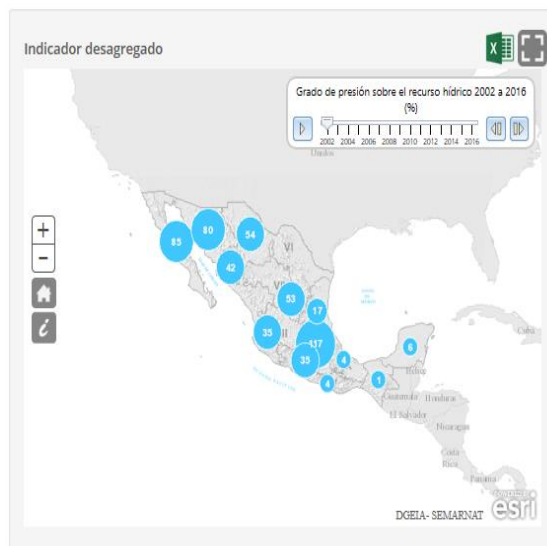 Indicador desagregado
Grado de presión sobre el recurso hídrico 2002 a 2016
(%)
2002 2004 2006 2008 2010 2012 2014 2016
Dallas
+
−
i
85
80
54
VI
42
53
17
35
137
35
4
4
6
1
Cuba
Guatemala
Honduras
El Salvador
Nicaragua
Costa
Rica
Panama
DGEIA- SEMARNAT
esri